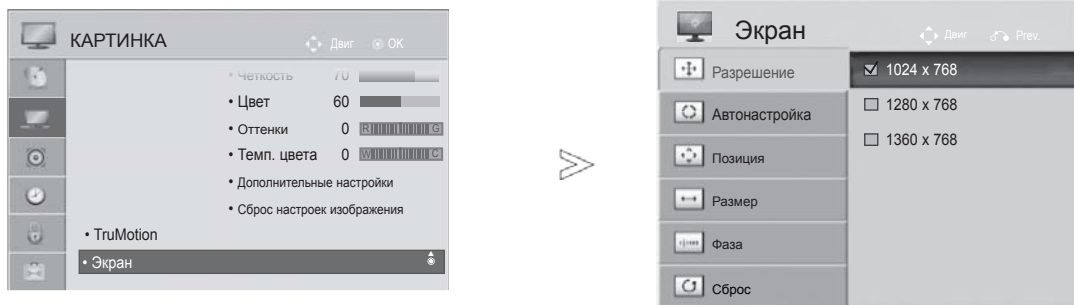 КАРТИНКА
Двиг OK
• Четкость 70
• Цвет 60
• Оттенки 0 R G
• Темп. цвета 0 W C
• Дополнительные настройки
• Сброс настроек изображения
• TruMotion
• Экран
Экран
Двиг Prev.
Разрешение
Автонастройка
Позиция
Размер
Фаза
Сброс
1024 x 768
1280 x 768
1360 x 768